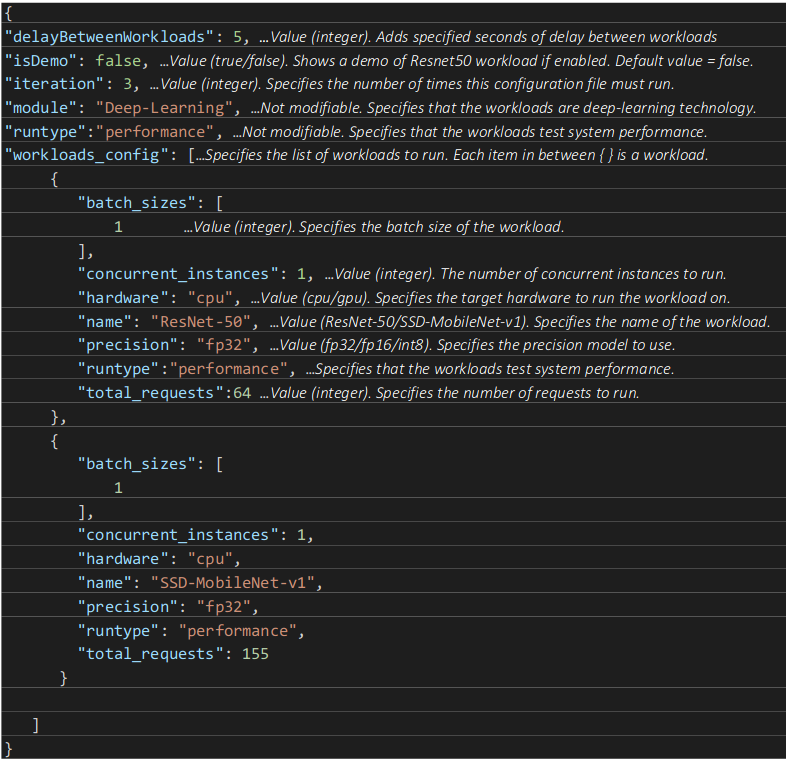 {
"delayBetweenWorkloads": 5, …Value (integer). Adds specified seconds of delay between workloads
"isDemo": false, …Value (true/false). Shows a demo of Resnet50 workload if enabled. Default value = false.
"iteration": 3, …Value (integer). Specifies the number of times this configuration file must run.
"module": "Deep-Learning", …Not modifiable. Specifies that the workloads are deep-learning technology.
"runtype":"performance", …Not modifiable. Specifies that the workloads test system performance.
"workloads_config": […Specifies the list of workloads to run. Each item in between { } is a workload.
{
"batch_sizes": [
1 …Value (integer). Specifies the batch size of the workload.
],
"concurrent_instances": 1, …Value (integer). The number of concurrent instances to run.
"hardware": "cpu", …Value (cpu/gpu). Specifies the target hardware to run the workload on.
"name": "ResNet-50", …Value (ResNet-50/SSD-MobileNet-v1). Specifies the name of the workload.
"precision": "fp32", …Value (fp32/fp16/int8). Specifies the precision model to use.
"runtype":"performance", …Specifies that the workloads test system performance.
"total_requests":64 …Value (integer). Specifies the number of requests to run.
},
{
"batch_sizes": [
1
],
"concurrent_instances": 1,
"hardware": "cpu",
"name": "SSD-MobileNet-v1",
"precision": "fp32",
"runtype": "performance",
"total_requests": 155
}
]
}